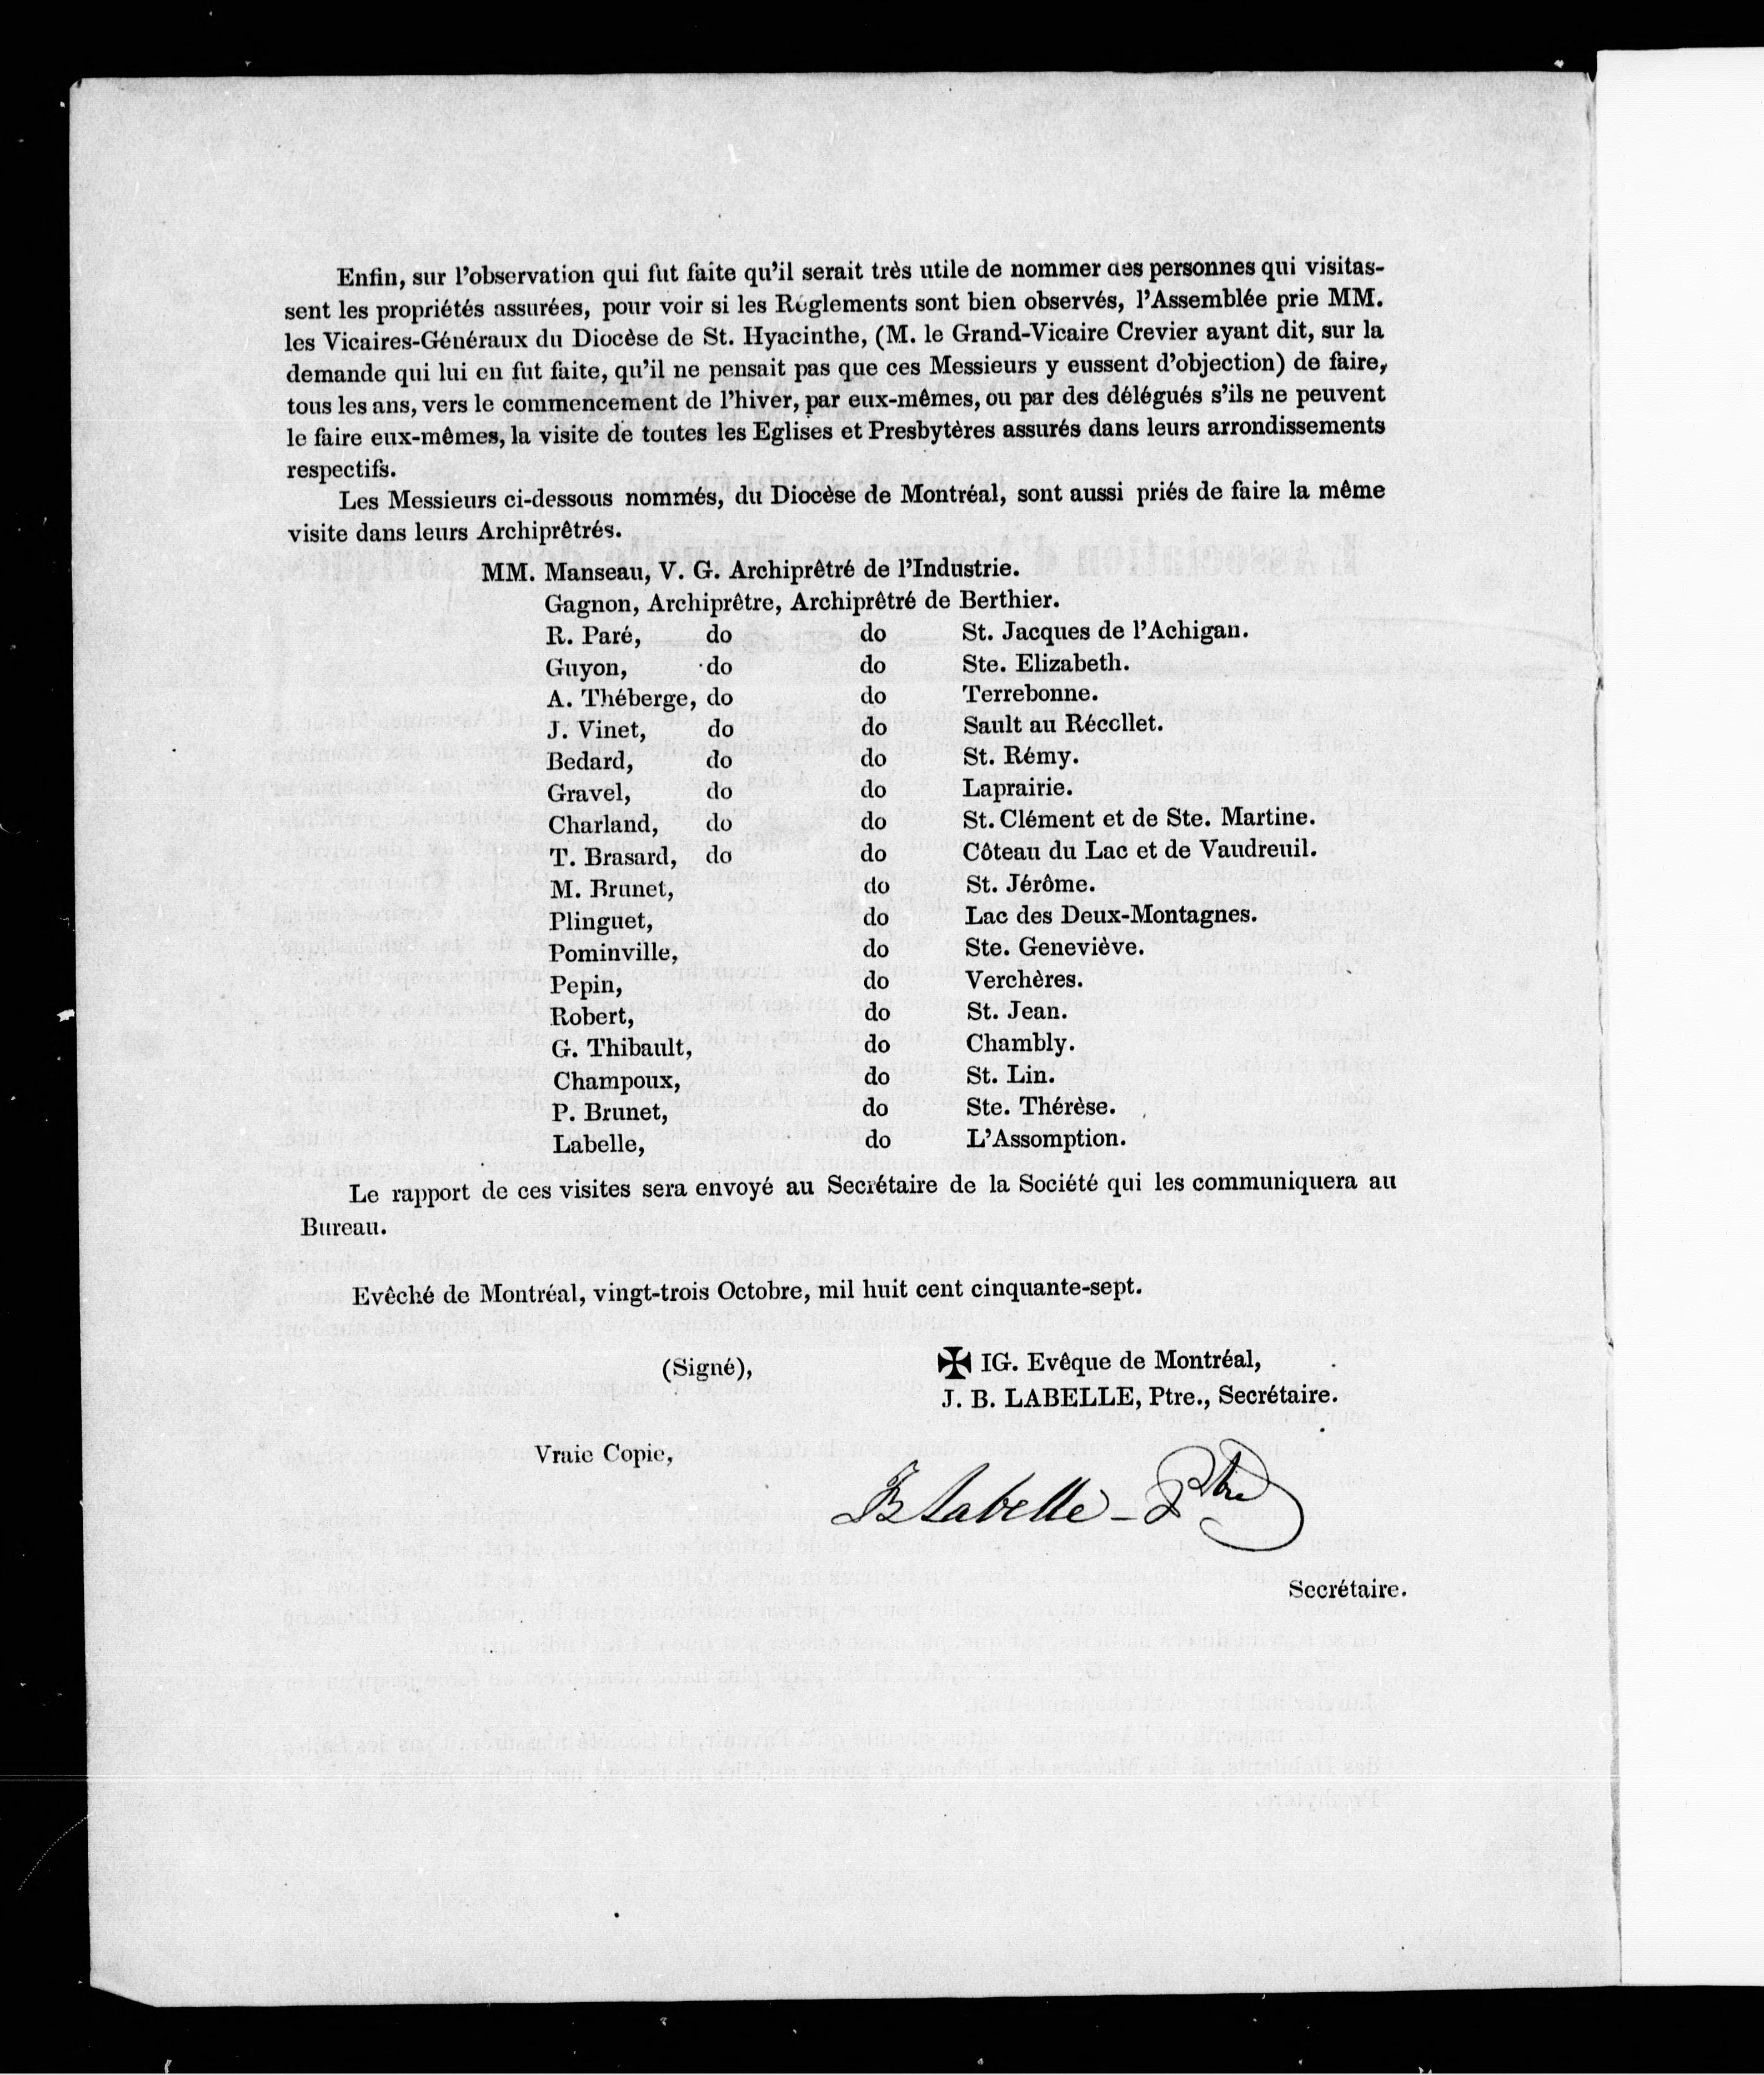 Enfin, sur l'observation qui fut faite qu'il serait très utile de nommer des personnes qui visitas-
sent les propriétés assurées, pour voir si les Réglements sont bien observés, l'Assemblée prie MM.
les Vicaires-Généraux du Diocèse de St. Hyacinthe, (M. le Grand-Vicaire Crevier ayant dit, sur la
demande qui lui en fut faite, qu'il ne pensait pas que ces Messieurs y eussent d'objection) de faire,
tous les ans, vers le commencement de l'hiver, par eux-mêmes, ou par des délégués s'ils ne peuvent
le faire eux-mêmes, la visite de toutes les Eglises et Presbytères assurés dans leurs arrondissements
respectifs.
Les Messieurs ci-dessous nommés, du Diocèse de Montréal, sont aussi priés de faire la même
visite dans leurs Archiprêtrés.
MM. Manseau, V. G. Archiprêtré de l'Industrie.
Gagnon, Archiprêtre, Archiprêtré de Berthier.
R. Paré, do do St. Jacques de l'Achigan.
Guyon, do do Ste. Elizabeth.
A. Théberge, do do Terrebonne.
J. Vinet, do do Sault au Récollet.
Bedard, do do St. Rémy.
Gravel, do do Laprairie.
Charland, do do St. Clément et de Ste. Martine.
T. Brasard, do do Côteau du Lac et de Vaudreuil.
M. Brunet, do St. Jérôme.
Plinguet, do Lac des Deux-Montagnes.
Pominville, do Ste. Geneviève.
Pepin, do Verchères.
Robert, do St. Jean.
G. Thibault, do Chambly.
Champoux, do St. Lin.
P. Brunet, do Ste. Thérèse.
Labelle, do L'Assomption.
Le rapport de ces visites sera envoyé au Secrétaire de la Société qui les communiquera au
Bureau.
Evêché de Montréal, vingt-trois Octobre, mil huit cent cinquante-sept.
(Signé), ✠ IG. Evêque de Montréal,
J. B. LABELLE, Ptre., Secrétaire.
Vraie Copie,
JB Labelle - Ptre
Secrétaire.